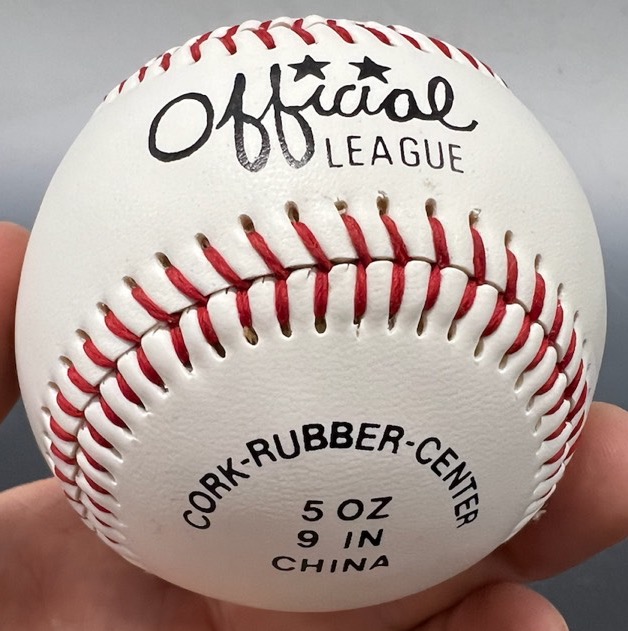 Official
LEAGUE
CORK-RUBBER-CENTER
5 OZ
9 IN
CHINA